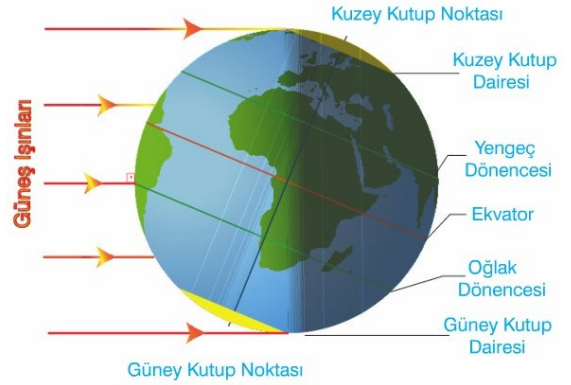 Kuzey Kutup Noktası
Kuzey Kutup
Dairesi
Güneş Işınları
Yengeç
Dönencesi
Ekvator
Oğlak
Dönencesi
Güney Kutup
Dairesi
Güney Kutup Noktası